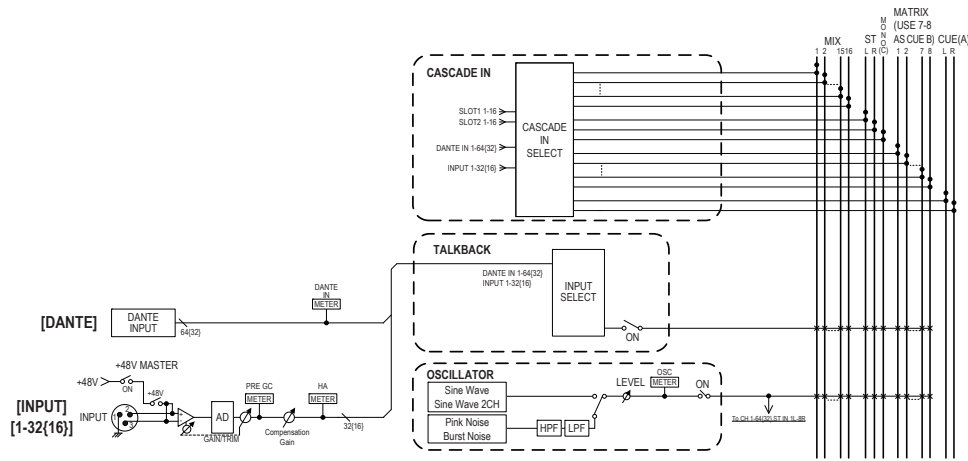 MATRIX
(USE 7-8
AS CUE B)
CUE(A)
MIX
ST
MONO
(C)
1 2 15 16 L R 1 2 7 8 L R
CASCADE IN
SLOT1 1-16
SLOT2 1-16
DANTE IN 1-64{32}
INPUT 1-32{16}
CASCADE
IN
SELECT
TALKBACK
DANTE IN 1-64{32}
INPUT 1-32{16}
INPUT
SELECT
ON
[DANTE]
DANTE
INPUT
64{32}
DANTE
IN
METER
OSCILLATOR
Sine Wave
Sine Wave 2CH
Pink Noise
Burst Noise
HPF
LPF
LEVEL
OSC
METER
ON
To CH 1-64{32},ST IN 1L-8R
+48V MASTER
+48V
ON
+48V
[INPUT]
[1-32{16}]
INPUT
1
2
3
AD
GAIN/TRIM
PRE GC
METER
Compensation
Gain
HA
METER
32{16}